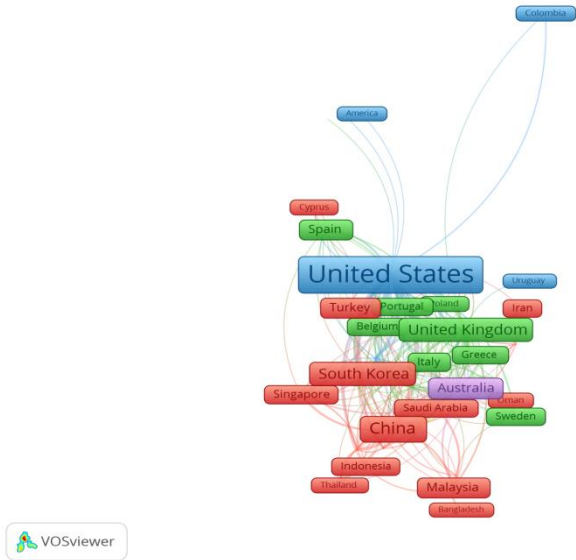 Colombia
America
Cyprus
Spain
United States
Uruguay
Turkey
Portugal
Poland
Iran
Belgium
United Kingdom
Italy
Greece
South Korea
Australia
Singapore
Saudi Arabia
Oman
Sweden
China
Indonesia
Thailand
Malaysia
Bangladesh
VOSviewer